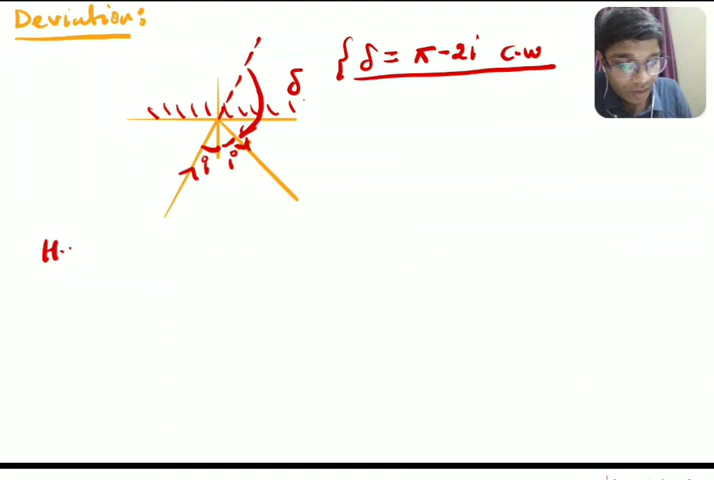 Deviation:
{ δ = π - 2i c.w
δ
i i
H..